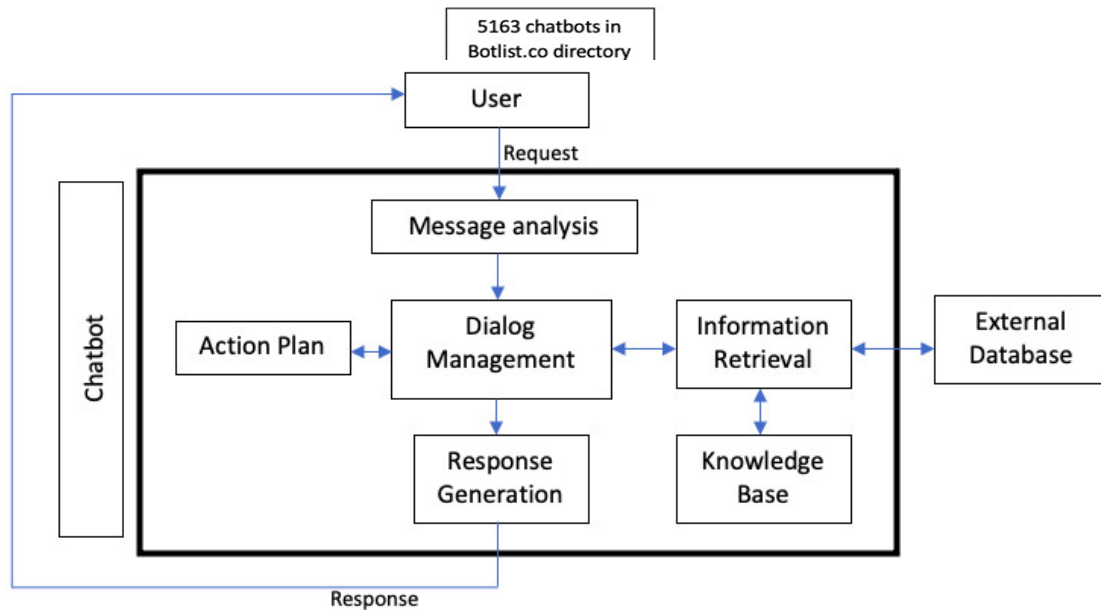 5163 chatbots in
Botlist.co directory
User
Request
Message analysis
Chatbot
Action Plan
Dialog
Management
Information
Retrieval
External
Database
Response
Generation
Knowledge
Base
Response